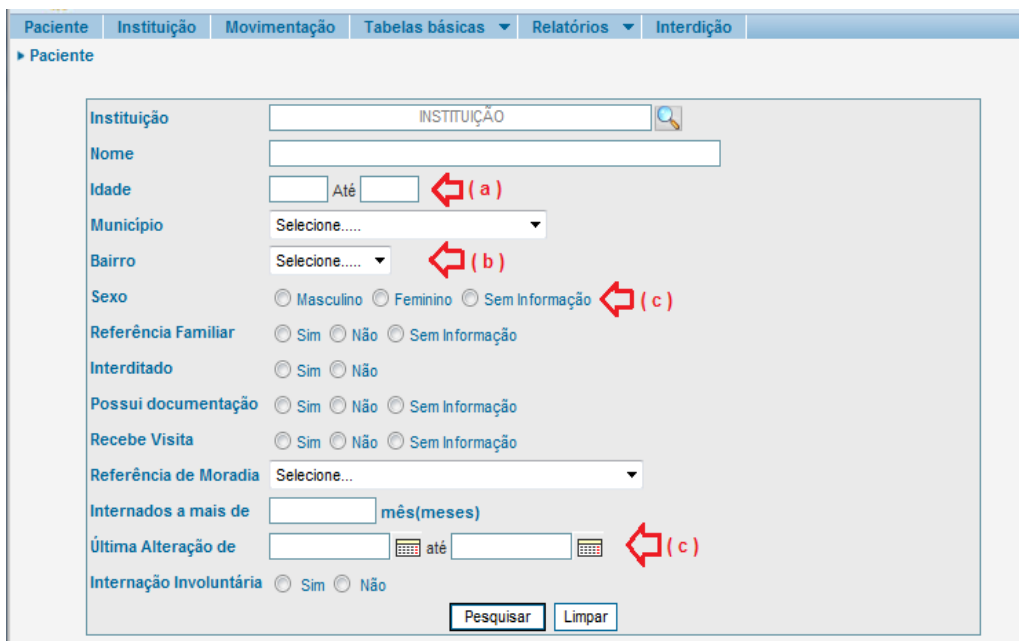 Paciente Instituição Movimentação Tabelas básicas Relatórios Interdição
Paciente
Instituição INSTITUIÇÃO
Nome
Idade Até ( a )
Município Selecione.....
Bairro Selecione..... ( b )
Sexo Masculino Feminino Sem Informação ( c )
Referência Familiar Sim Não Sem Informação
Interditado Sim Não
Possui documentação Sim Não Sem Informação
Recebe Visita Sim Não Sem Informação
Referência de Moradia Selecione...
Internados a mais de mês(meses)
Última Alteração de até ( c )
Internação Involuntária Sim Não
Pesquisar Limpar